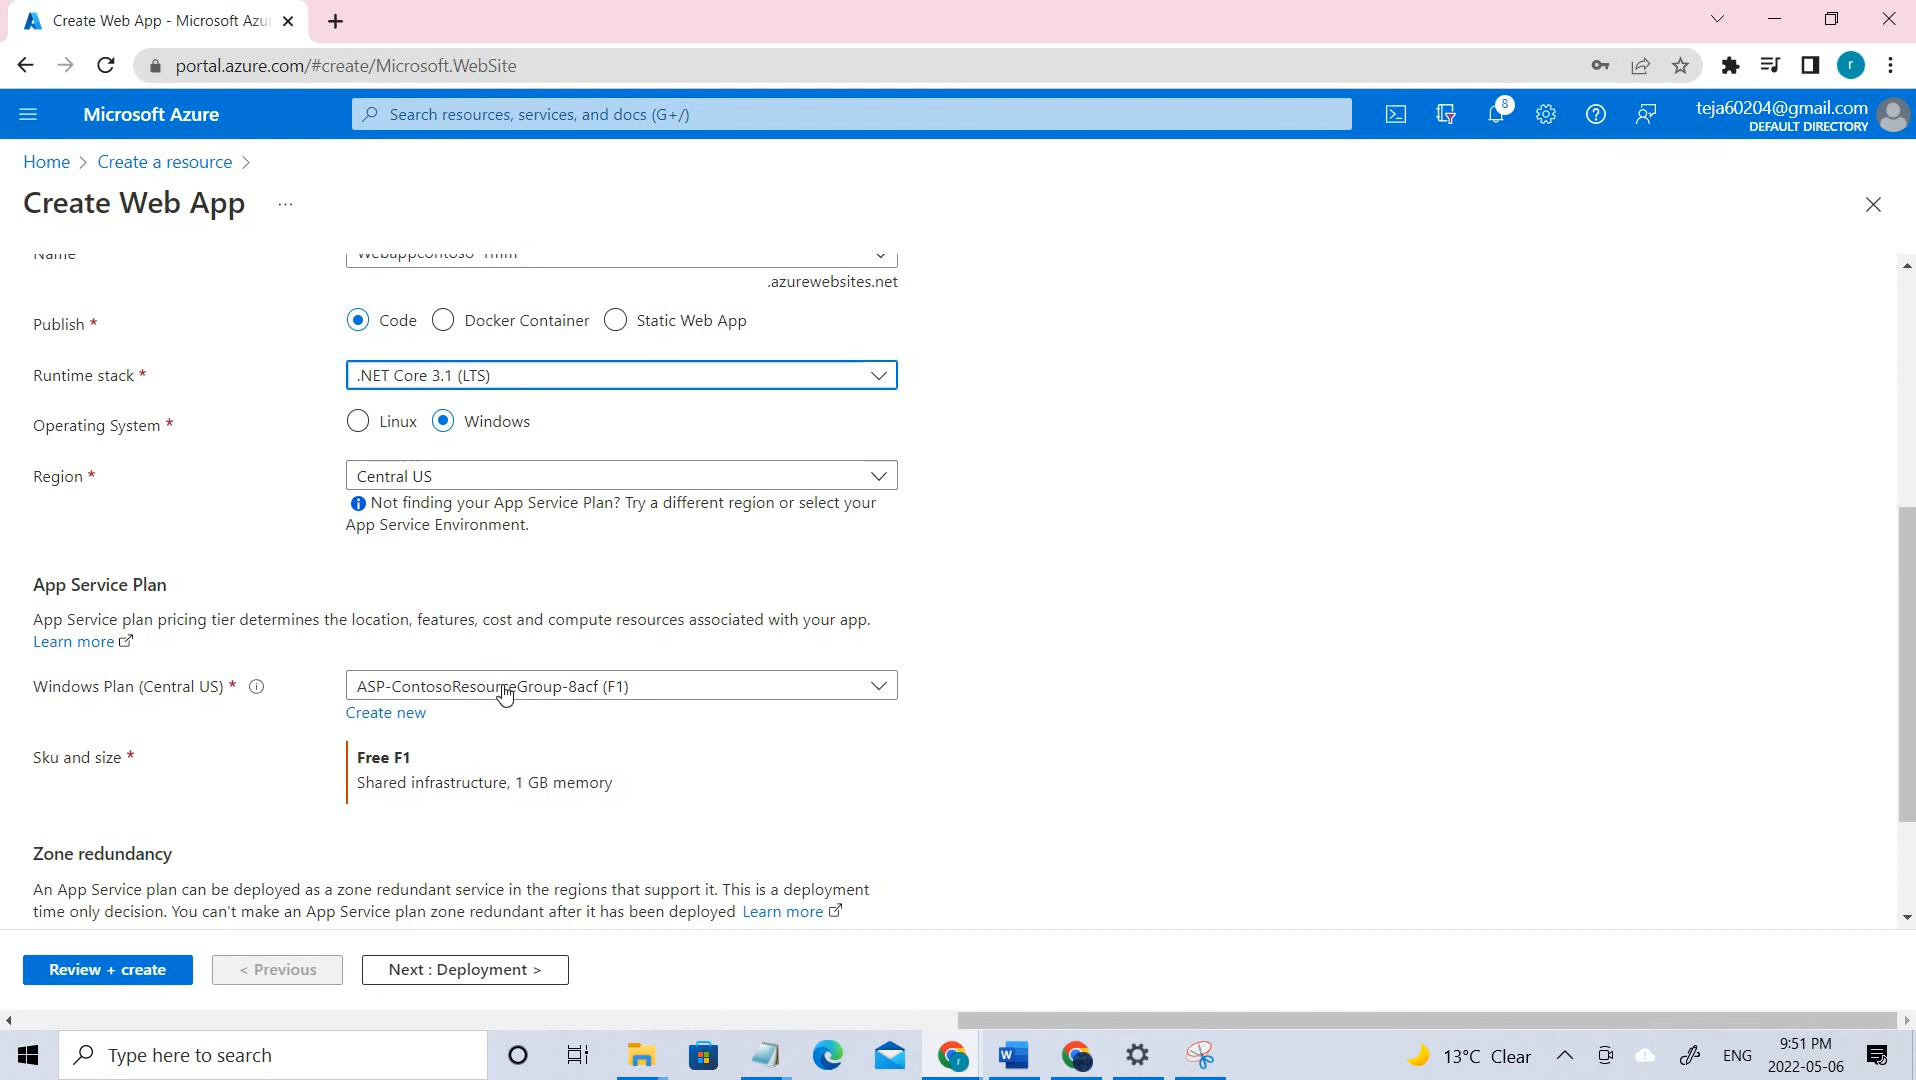 Create Web App - Microsoft Azu
portal.azure.com/#create/Microsoft.WebSite
r
Microsoft Azure
Search resources, services, and docs (G+/)
8
teja60204@gmail.com
DEFAULT DIRECTORY
Home > Create a resource >
Create Web App ...
Name
.azurewebsites.net
Publish *
Code
Docker Container
Static Web App
Runtime stack *
.NET Core 3.1 (LTS)
Operating System *
Linux
Windows
Region *
Central US
Not finding your App Service Plan? Try a different region or select your
App Service Environment.
App Service Plan
App Service plan pricing tier determines the location, features, cost and compute resources associated with your app.
Learn more
Windows Plan (Central US) *
ASP-ContosoResourceGroup-8acf (F1)
Create new
Sku and size *
Free F1
Shared infrastructure, 1 GB memory
Zone redundancy
An App Service plan can be deployed as a zone redundant service in the regions that support it. This is a deployment
time only decision. You can't make an App Service plan zone redundant after it has been deployed Learn more
Review + create
< Previous
Next : Deployment >
Type here to search
13°C Clear
ENG
9:51 PM
2022-05-06